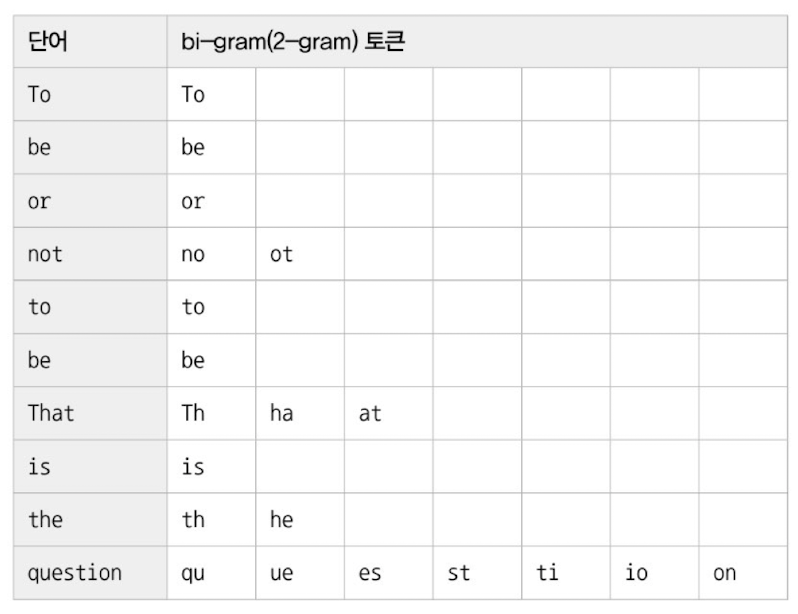 단어 bi-gram(2-gram) 토큰
To To
be be
or or
not no ot
to to
be be
That Th ha at
is is
the th he
question qu ue es st ti io on